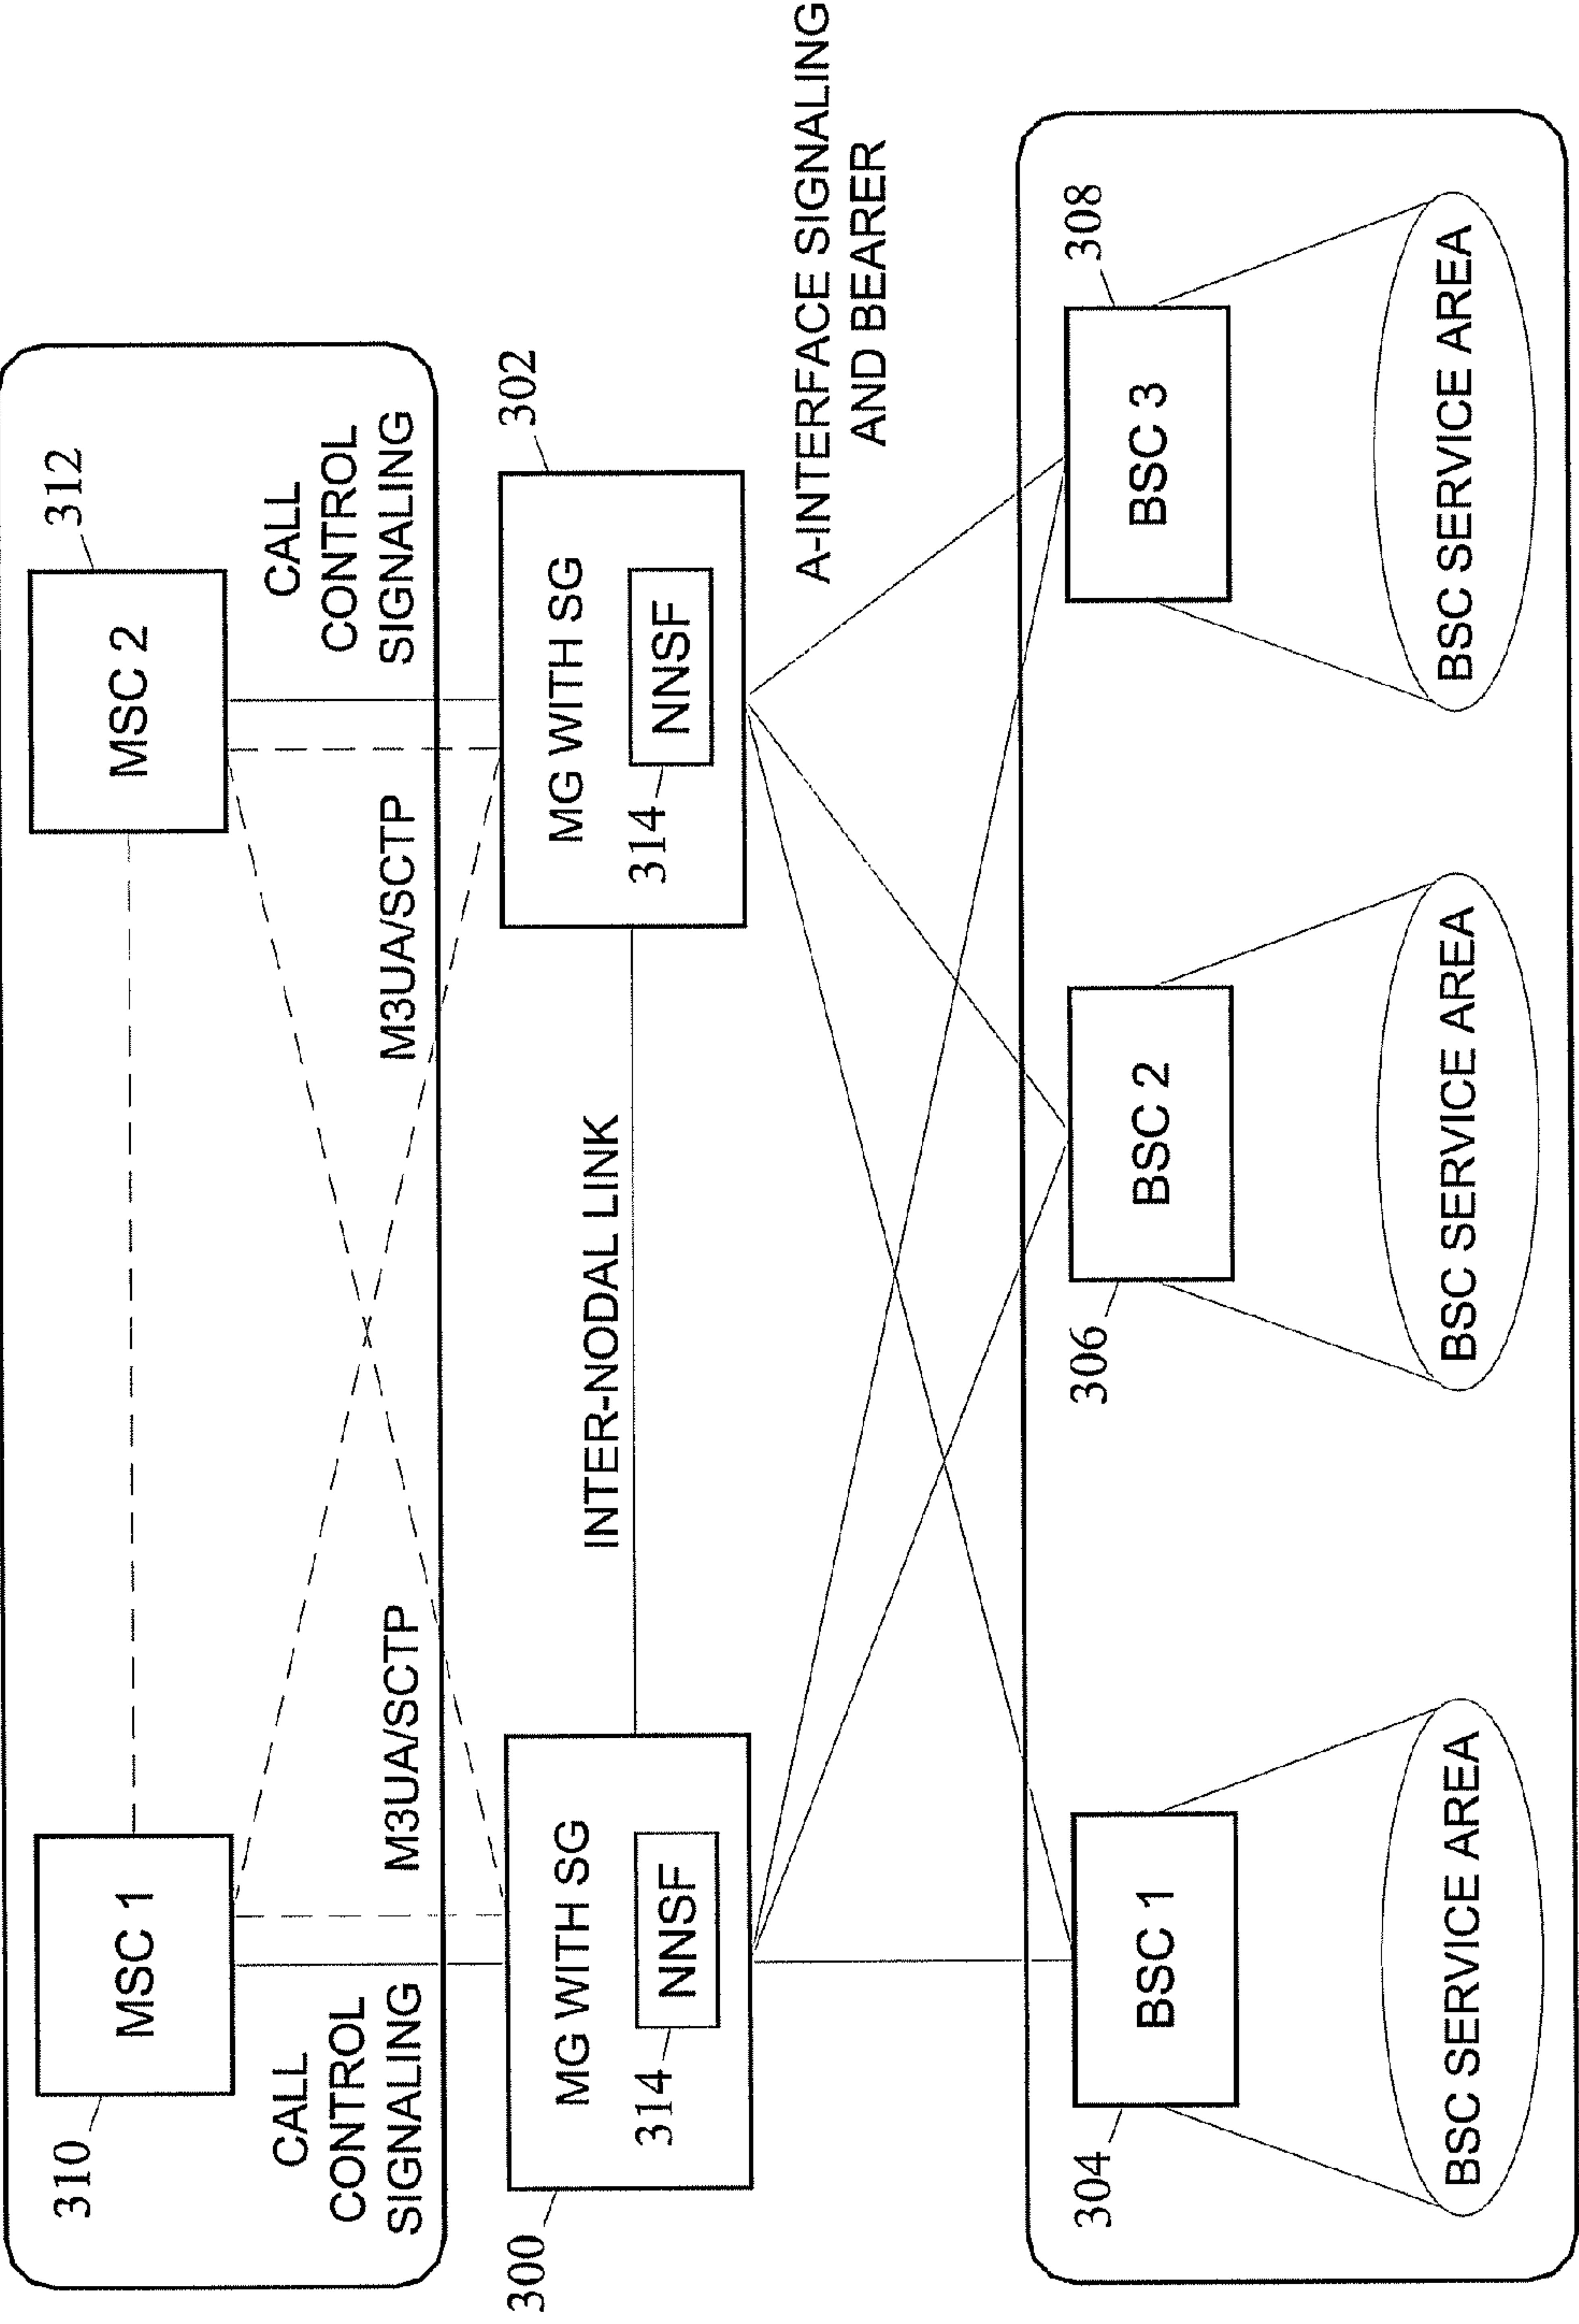 310
MSC 1
MSC 2
312
CALL
CONTROL
SIGNALING
M3UA/SCTP
M3UA/SCTP
CALL
CONTROL
SIGNALING
300
MG WITH SG
314
NNSF
INTER-NODAL LINK
302
MG WITH SG
314
NNSF
A-INTERFACE SIGNALING
AND BEARER
304
BSC 1
306
BSC 2
308
BSC 3
BSC SERVICE AREA
BSC SERVICE AREA
BSC SERVICE AREA